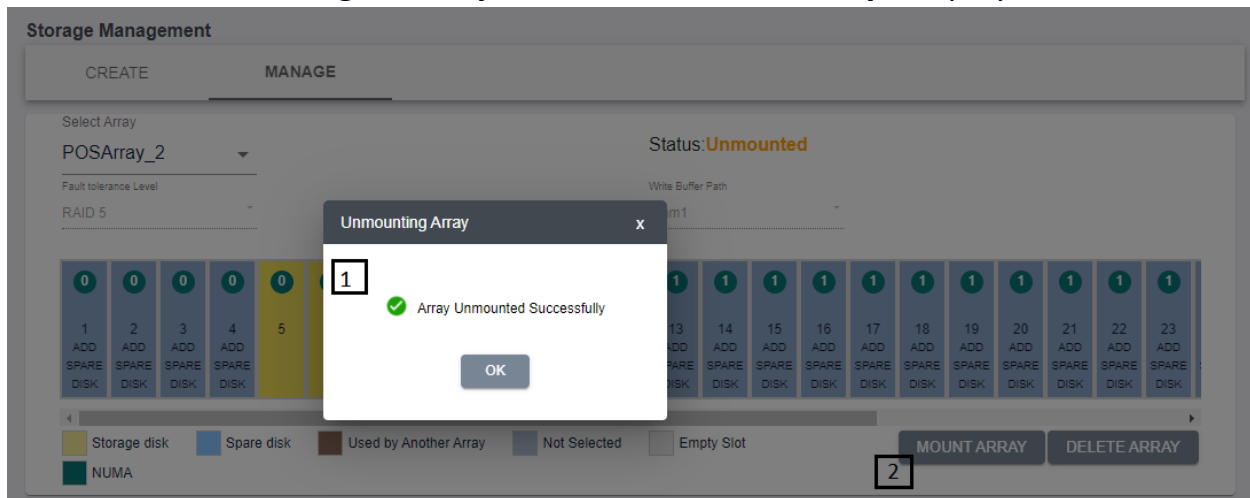 Storage Management
CREATE MANAGE
Select Array
POSArray_2
Status:Unmounted
Fault tolerance Level
Write Buffer Path
RAID 5
Unmounting Array x
1
Array Unmounted Successfully
OK
0 0 0 0 0 1 1 1 1 1 1 1 1 1 1 1
1 2 3 4 5 13 14 15 16 17 18 19 20 21 22 23
ADD ADD ADD ADD ADD ADD ADD ADD ADD ADD ADD ADD ADD ADD ADD
SPARE SPARE SPARE SPARE SPARE SPARE SPARE SPARE SPARE SPARE SPARE SPARE SPARE SPARE
DISK DISK DISK DISK DISK DISK DISK DISK DISK DISK DISK DISK DISK DISK DISK
Storage disk Spare disk Used by Another Array Not Selected Empty Slot
NUMA
2
MOUNT ARRAY DELETE ARRAY